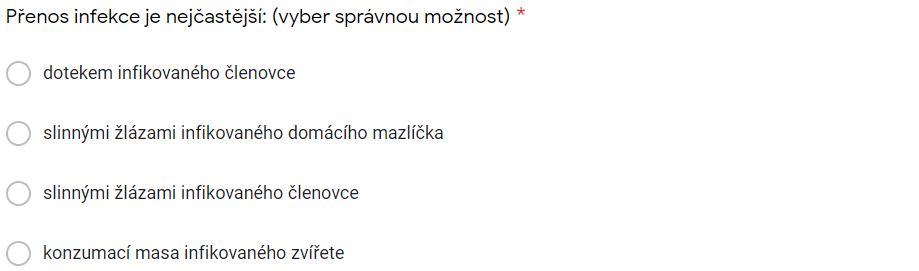 Přenos infekce je nejčastější: (vyber správnou možnost) *
dotekem infikovaného členovce
slinnými žlázami infikovaného domácího mazlíčka
slinnými žlázami infikovaného členovce
konzumací masa infikovaného zvířete